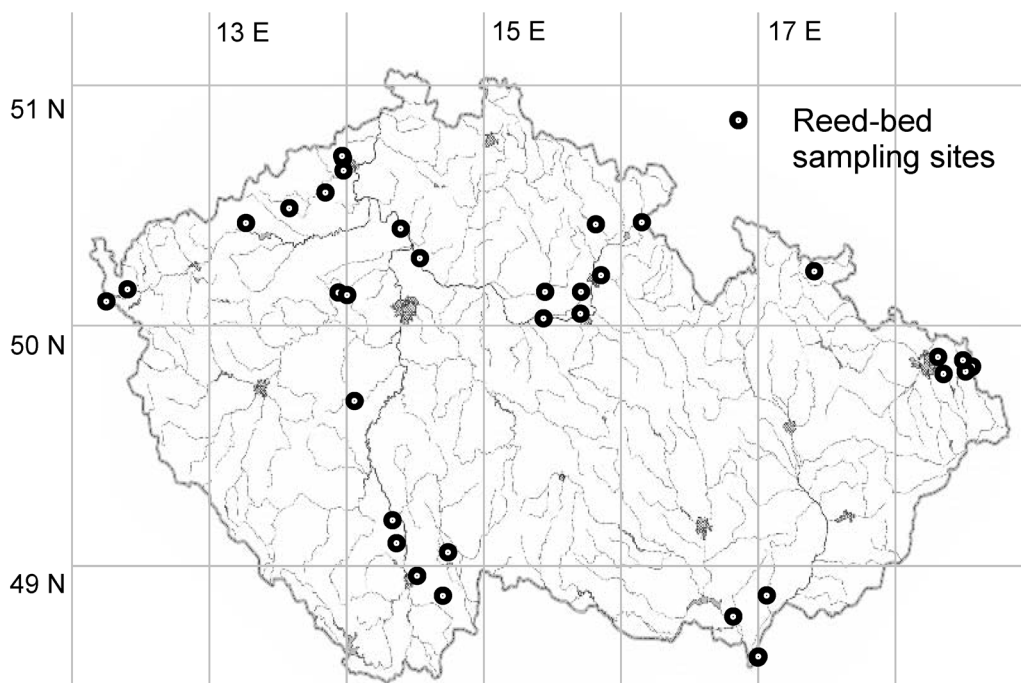 13 E
15 E
17 E
51 N
Reed-bed
sampling sites
50 N
49 N